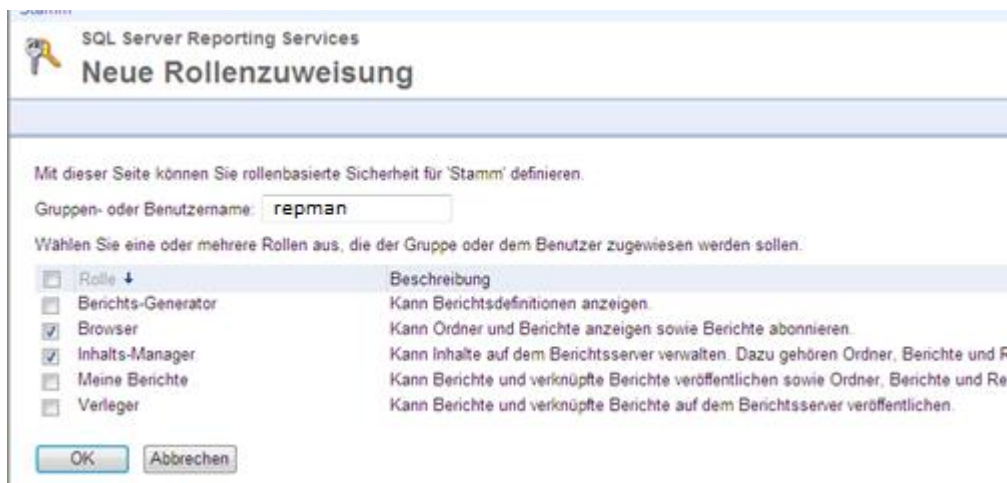 Stamm
SQL Server Reporting Services
Neue Rollenzuweisung
Mit dieser Seite können Sie rollenbasierte Sicherheit für 'Stamm' definieren.
Gruppen- oder Benutzername: repman
Wählen Sie eine oder mehrere Rollen aus, die der Gruppe oder dem Benutzer zugewiesen werden sollen.
Rolle Beschreibung
Berichts-Generator Kann Berichtsdefinitionen anzeigen.
Browser Kann Ordner und Berichte anzeigen sowie Berichte abonnieren.
Inhalts-Manager Kann Inhalte auf dem Berichtsserver verwalten. Dazu gehören Ordner, Berichte und R
Meine Berichte Kann Berichte und verknüpfte Berichte veröffentlichen sowie Ordner, Berichte und Re
Verleger Kann Berichte und verknüpfte Berichte auf dem Berichtsserver veröffentlichen.
OK Abbrechen